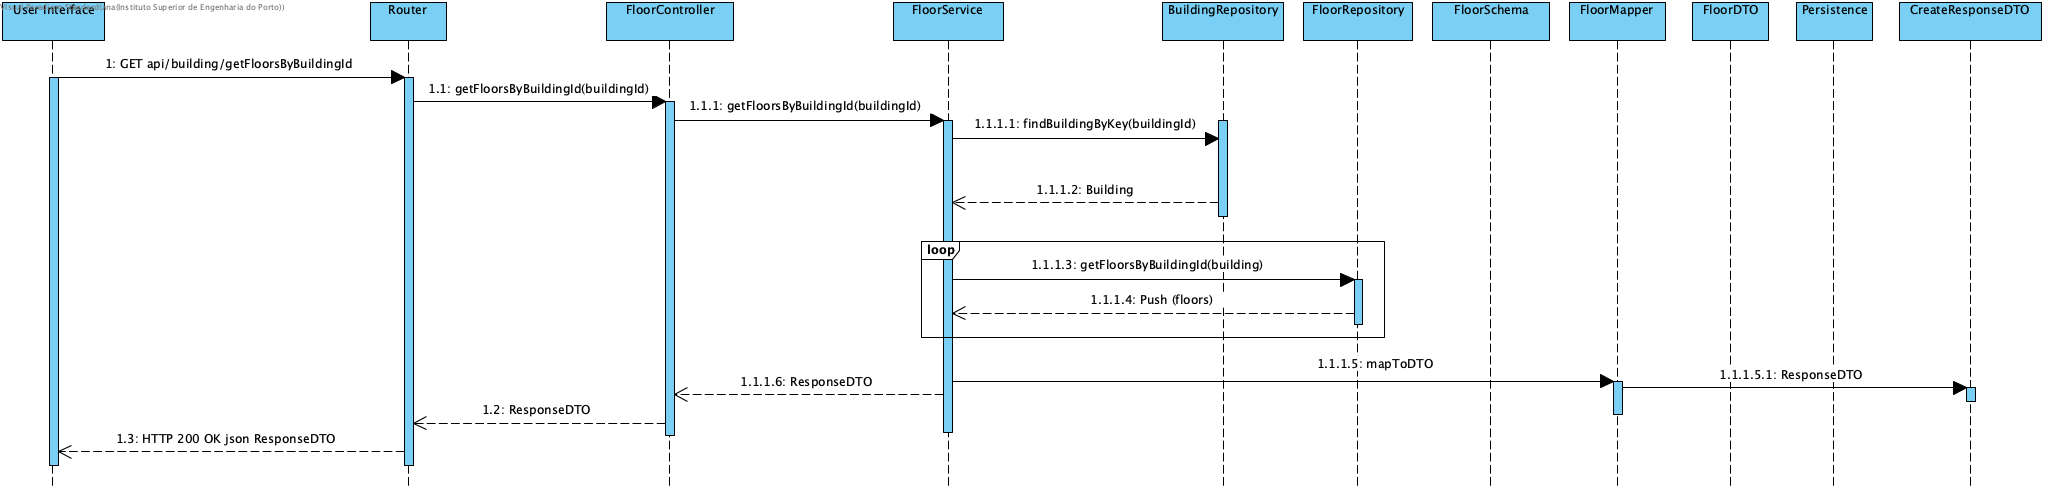 (Instituto Superior de Engenharia do Porto))
User Interface
Router
FloorController
FloorService
BuildingRepository
FloorRepository
FloorSchema
FloorMapper
FloorDTO
Persistence
CreateResponseDTO
1: GET api/building/getFloorsByBuildingId
1.1: getFloorsByBuildingId(buildingId)
1.1.1: getFloorsByBuildingId(buildingId)
1.1.1.1: findBuildingByKey(buildingId)
1.1.1.2: Building
loop
1.1.1.3: getFloorsByBuildingId(building)
1.1.1.4: Push (floors)
1.1.1.5: mapToDTO
1.1.1.5.1: ResponseDTO
1.1.1.6: ResponseDTO
1.2: ResponseDTO
1.3: HTTP 200 OK json ResponseDTO